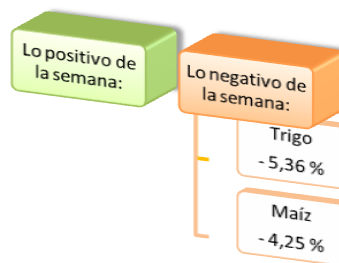 Lo positivo de
la semana:
Lo negativo de
la semana:
Trigo
- 5,36 %
Maíz
- 4,25 %